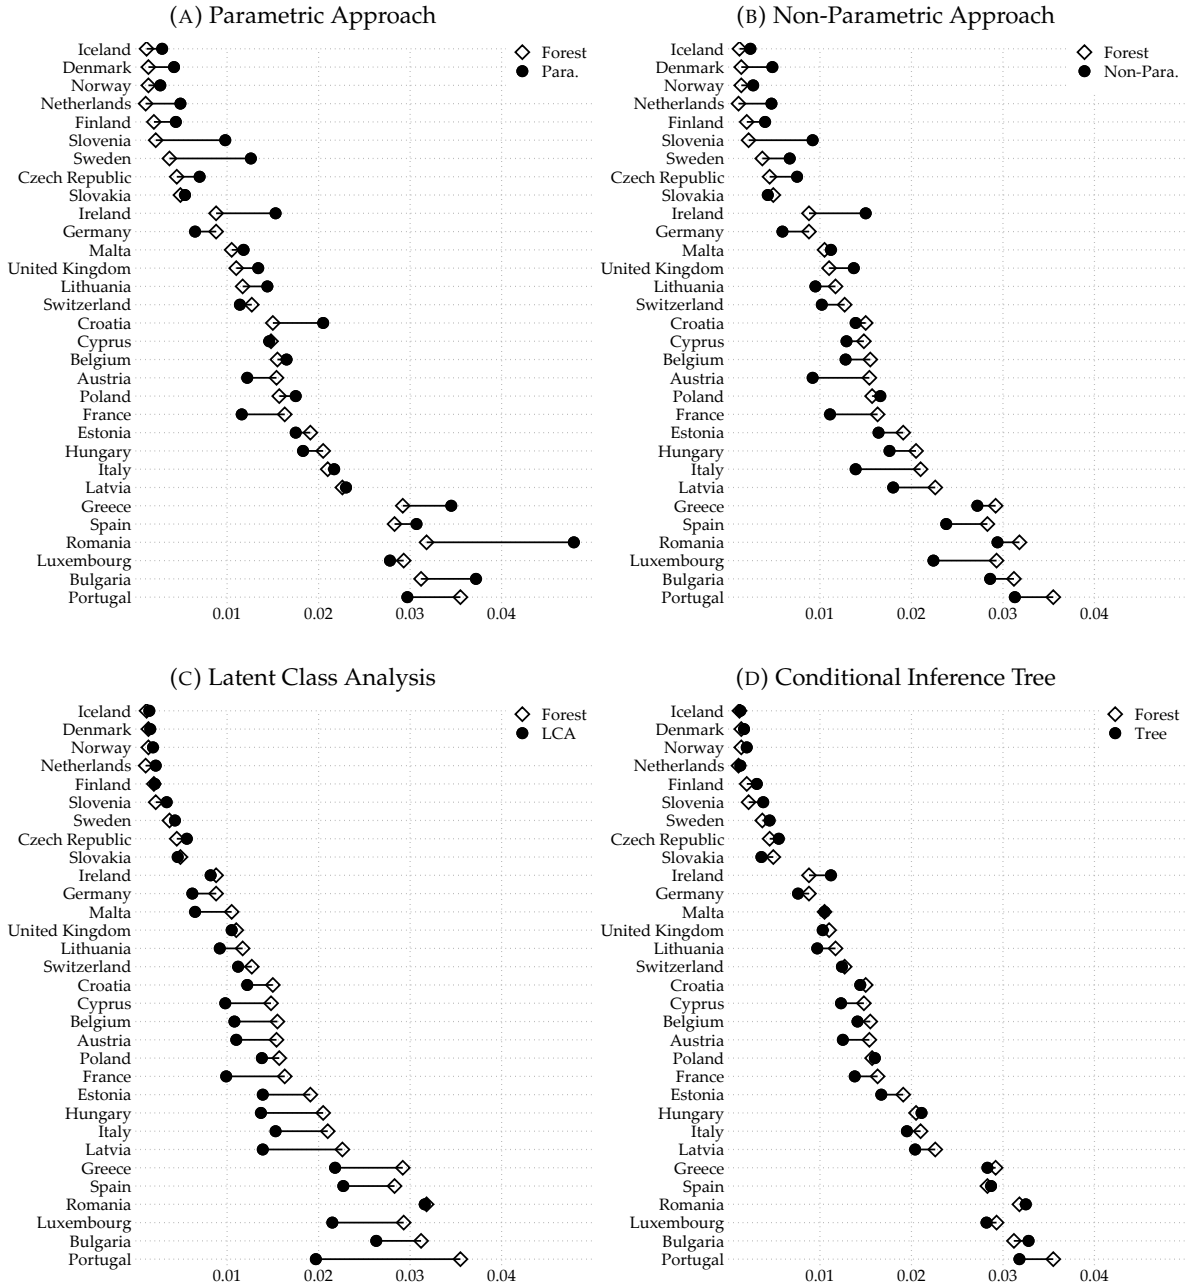 (A) Parametric Approach
Forest
Para.
Iceland
Denmark
Norway
Netherlands
Finland
Slovenia
Sweden
Czech Republic
Slovakia
Ireland
Germany
Malta
United Kingdom
Lithuania
Switzerland
Croatia
Cyprus
Belgium
Austria
Poland
France
Estonia
Hungary
Italy
Latvia
Greece
Spain
Romania
Luxembourg
Bulgaria
Portugal
0.01 0.02 0.03 0.04
(B) Non-Parametric Approach
Forest
Non-Para.
Iceland
Denmark
Norway
Netherlands
Finland
Slovenia
Sweden
Czech Republic
Slovakia
Ireland
Germany
Malta
United Kingdom
Lithuania
Switzerland
Croatia
Cyprus
Belgium
Austria
Poland
France
Estonia
Hungary
Italy
Latvia
Greece
Spain
Romania
Luxembourg
Bulgaria
Portugal
0.01 0.02 0.03 0.04
(C) Latent Class Analysis
Forest
LCA
Iceland
Denmark
Norway
Netherlands
Finland
Slovenia
Sweden
Czech Republic
Slovakia
Ireland
Germany
Malta
United Kingdom
Lithuania
Switzerland
Croatia
Cyprus
Belgium
Austria
Poland
France
Estonia
Hungary
Italy
Latvia
Greece
Spain
Romania
Luxembourg
Bulgaria
Portugal
0.01 0.02 0.03 0.04
(D) Conditional Inference Tree
Forest
Tree
Iceland
Denmark
Norway
Netherlands
Finland
Slovenia
Sweden
Czech Republic
Slovakia
Ireland
Germany
Malta
United Kingdom
Lithuania
Switzerland
Croatia
Cyprus
Belgium
Austria
Poland
France
Estonia
Hungary
Italy
Latvia
Greece
Spain
Romania
Luxembourg
Bulgaria
Portugal
0.01 0.02 0.03 0.04